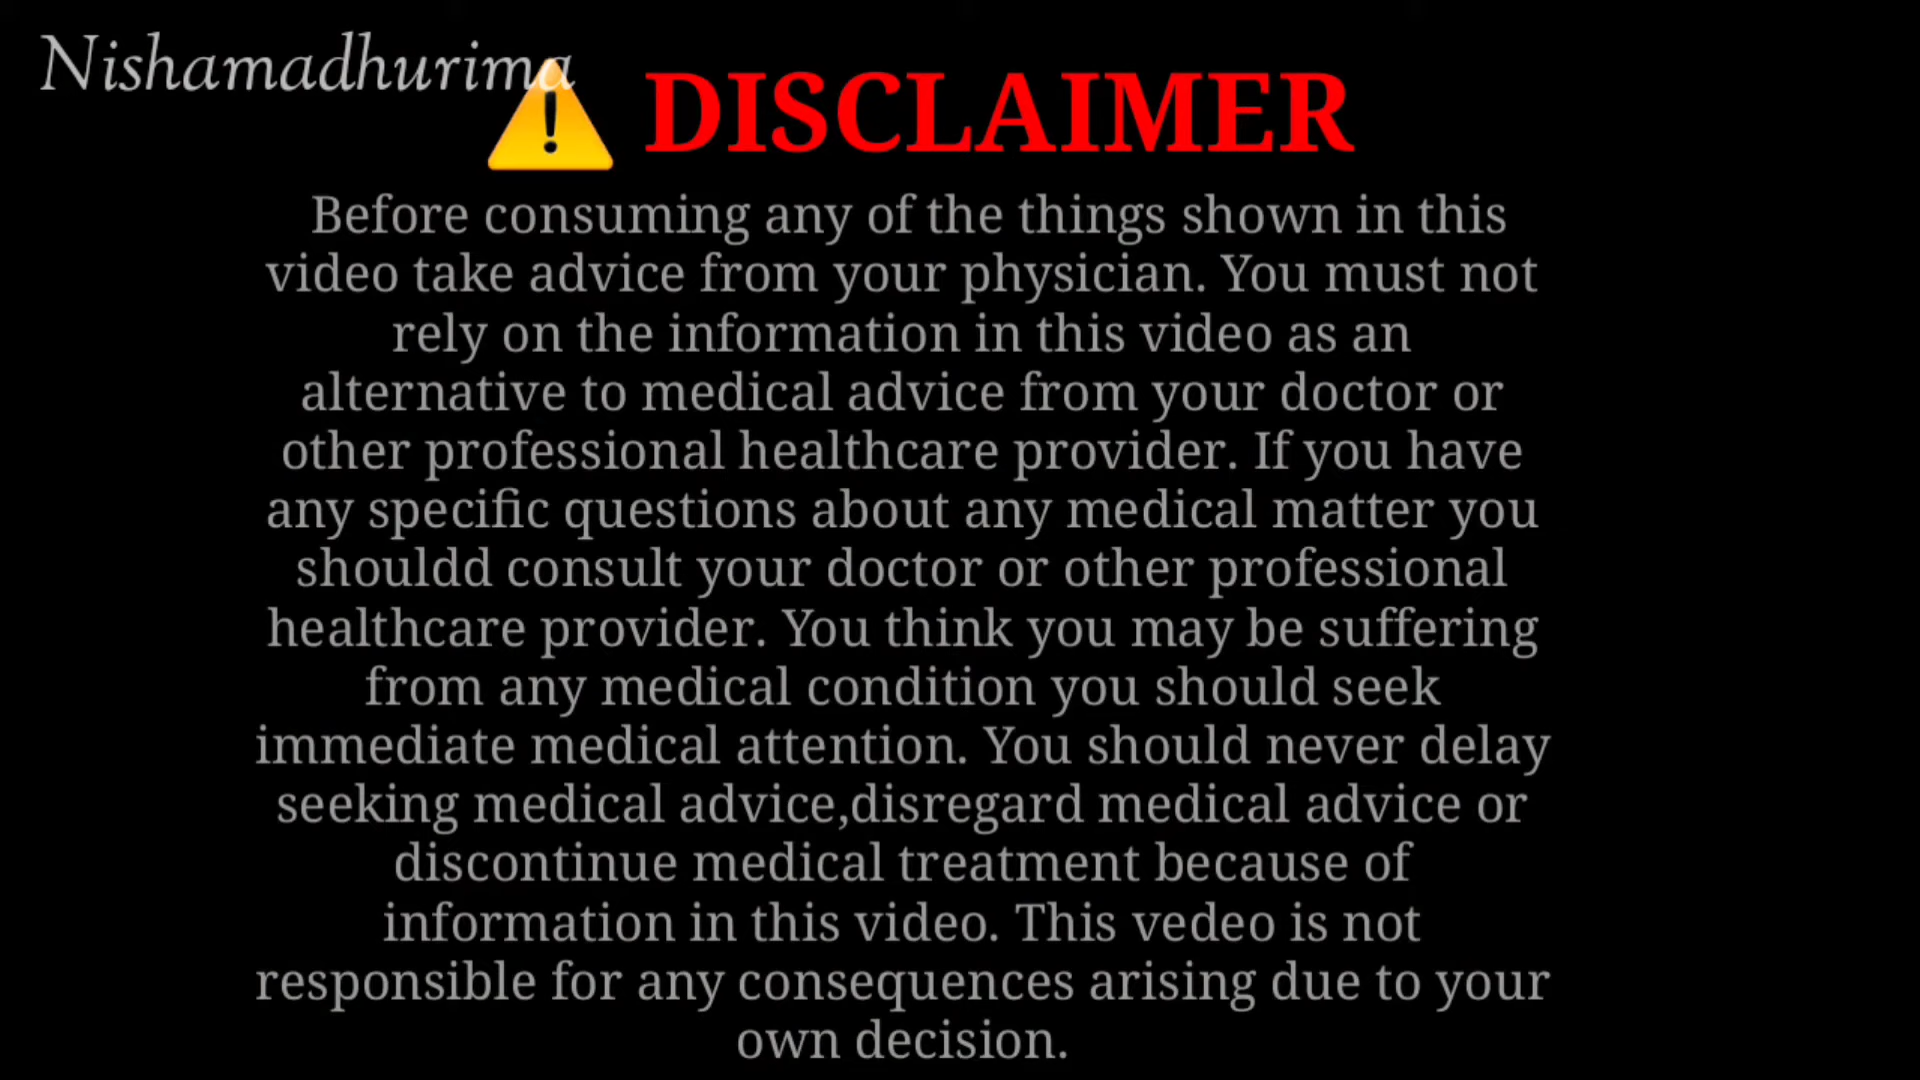 Nishamadhurima
⚠ DISCLAIMER
Before consuming any of the things shown in this
video take advice from your physician. You must not
rely on the information in this video as an
alternative to medical advice from your doctor or
other professional healthcare provider. If you have
any specific questions about any medical matter you
shouldd consult your doctor or other professional
healthcare provider. You think you may be suffering
from any medical condition you should seek
immediate medical attention. You should never delay
seeking medical advice,disregard medical advice or
discontinue medical treatment because of
information in this video. This vedeo is not
responsible for any consequences arising due to your
own decision.